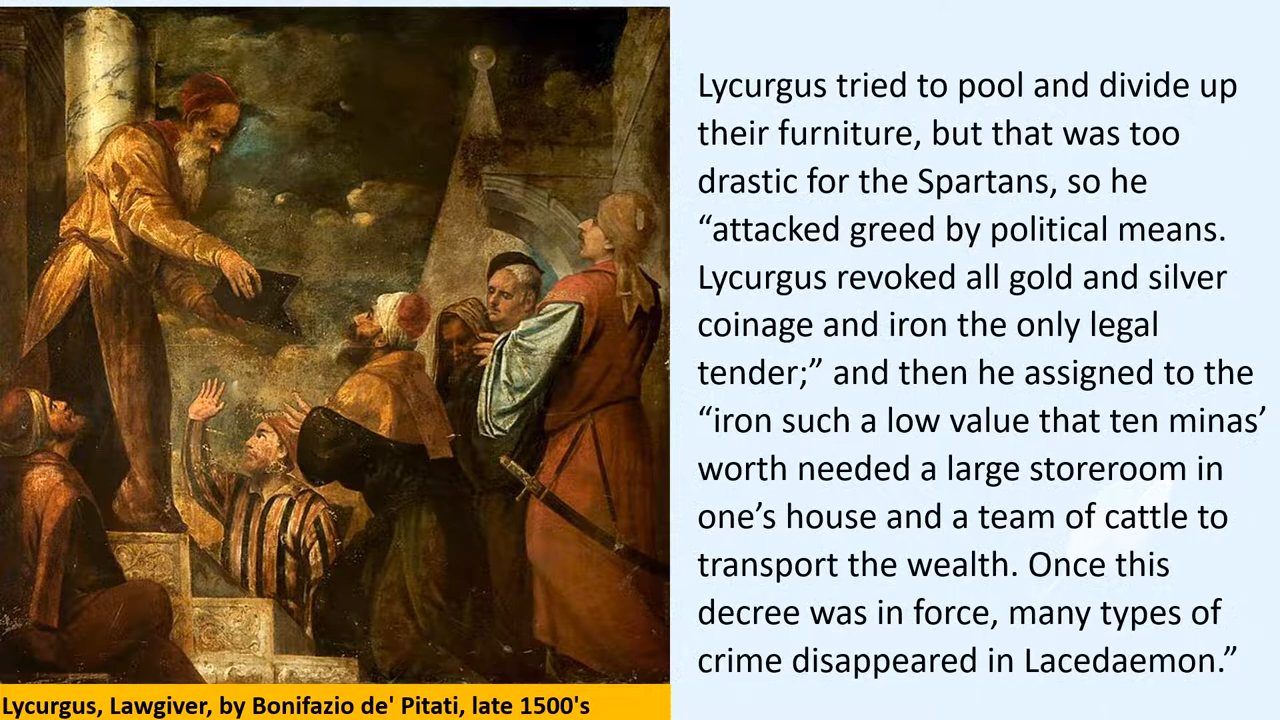 Lycurgus tried to pool and divide up
their furniture, but that was too
drastic for the Spartans, so he
“attacked greed by political means.
Lycurgus revoked all gold and silver
coinage and iron the only legal
tender;” and then he assigned to the
“iron such a low value that ten minas’
worth needed a large storeroom in
one’s house and a team of cattle to
transport the wealth. Once this
decree was in force, many types of
crime disappeared in Lacedaemon.”
Lycurgus, Lawgiver, by Bonifazio de' Pitati, late 1500's